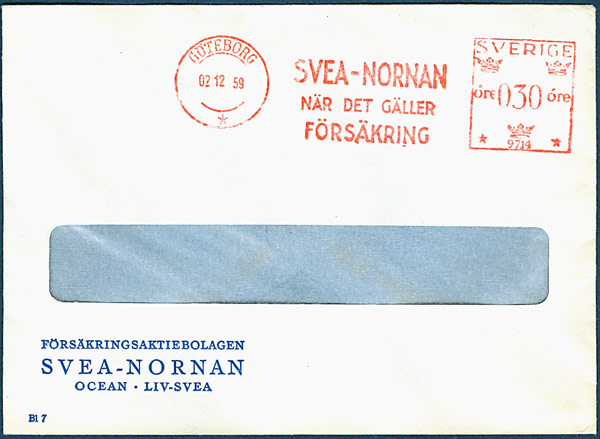 GÖTEBORG
02 12 59
SVEA-NORNAN
NÄR DET GÄLLER
FÖRSÄKRING
SVERIGE
öre 030 öre
9714
FÖRSÄKRINGSAKTIEBOLAGEN
SVEA-NORNAN
OCEAN · LIV-SVEA
Bl 7